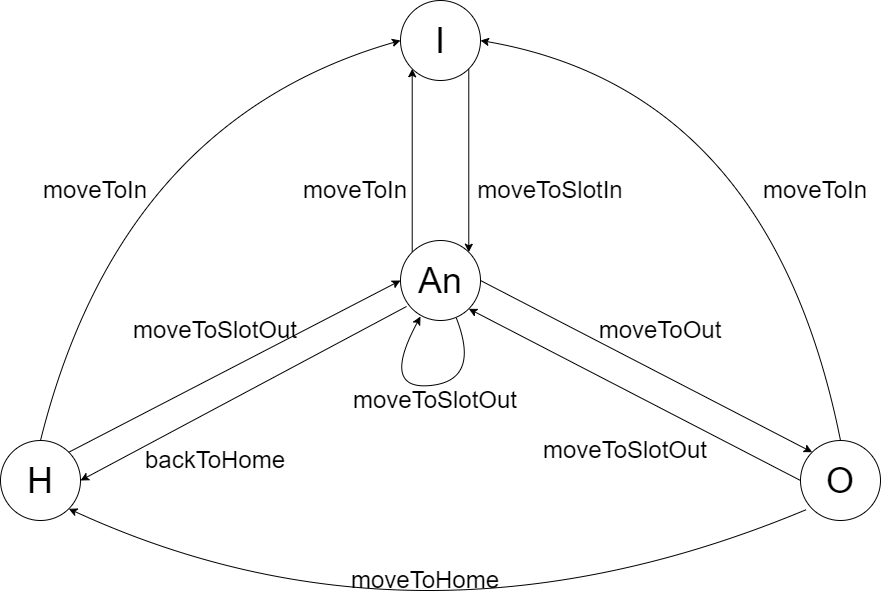 I
moveToIn
moveToIn
moveToSlotIn
moveToIn
An
moveToSlotOut
moveToOut
moveToSlotOut
backToHome
moveToSlotOut
H
O
moveToHome